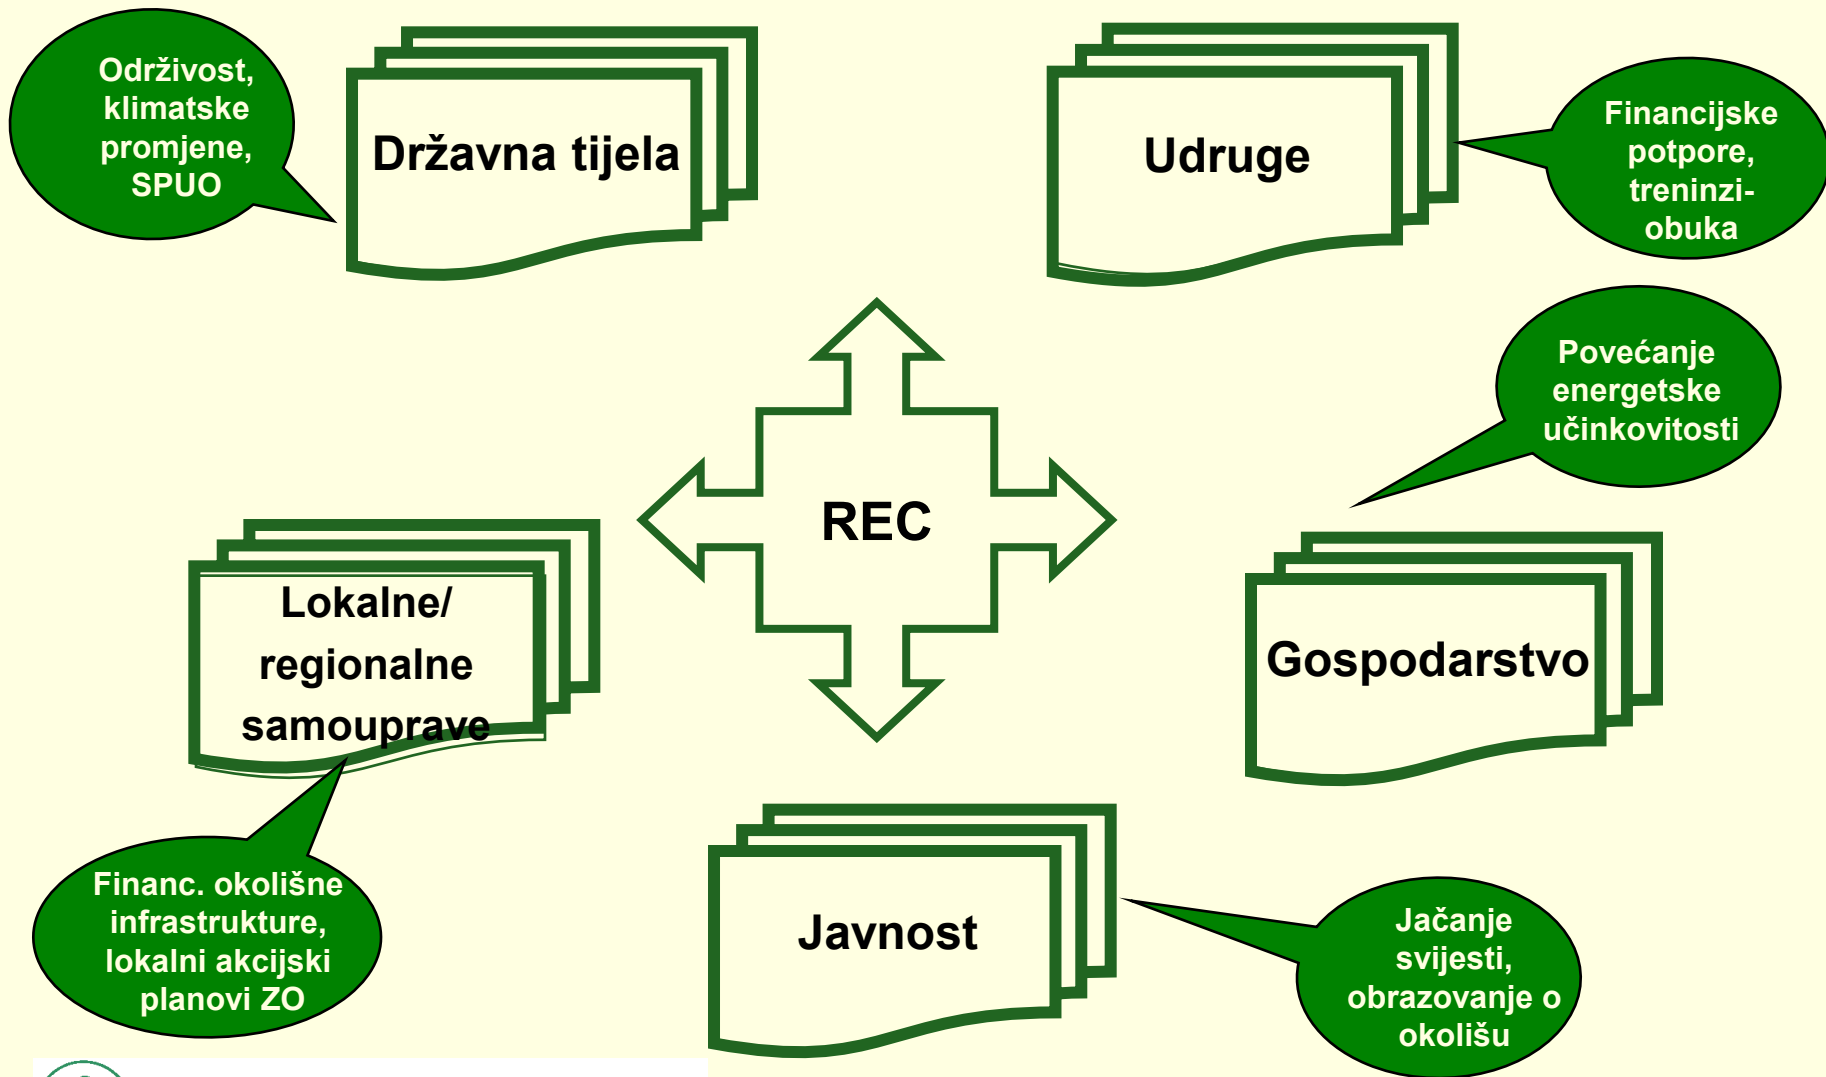 Održivost,
klimatske
promjene,
SPUO
Državna tijela
Udruge
Financijske
potpore,
treninzi-
obuka
Povećanje
energetske
učinkovitosti
REC
Lokalne/
regionalne
samouprave
Gospodarstvo
Financ. okolišne
infrastrukture,
lokalni akcijski
planovi ZO
Javnost
Jačanje
svijesti,
obrazovanje o
okolišu